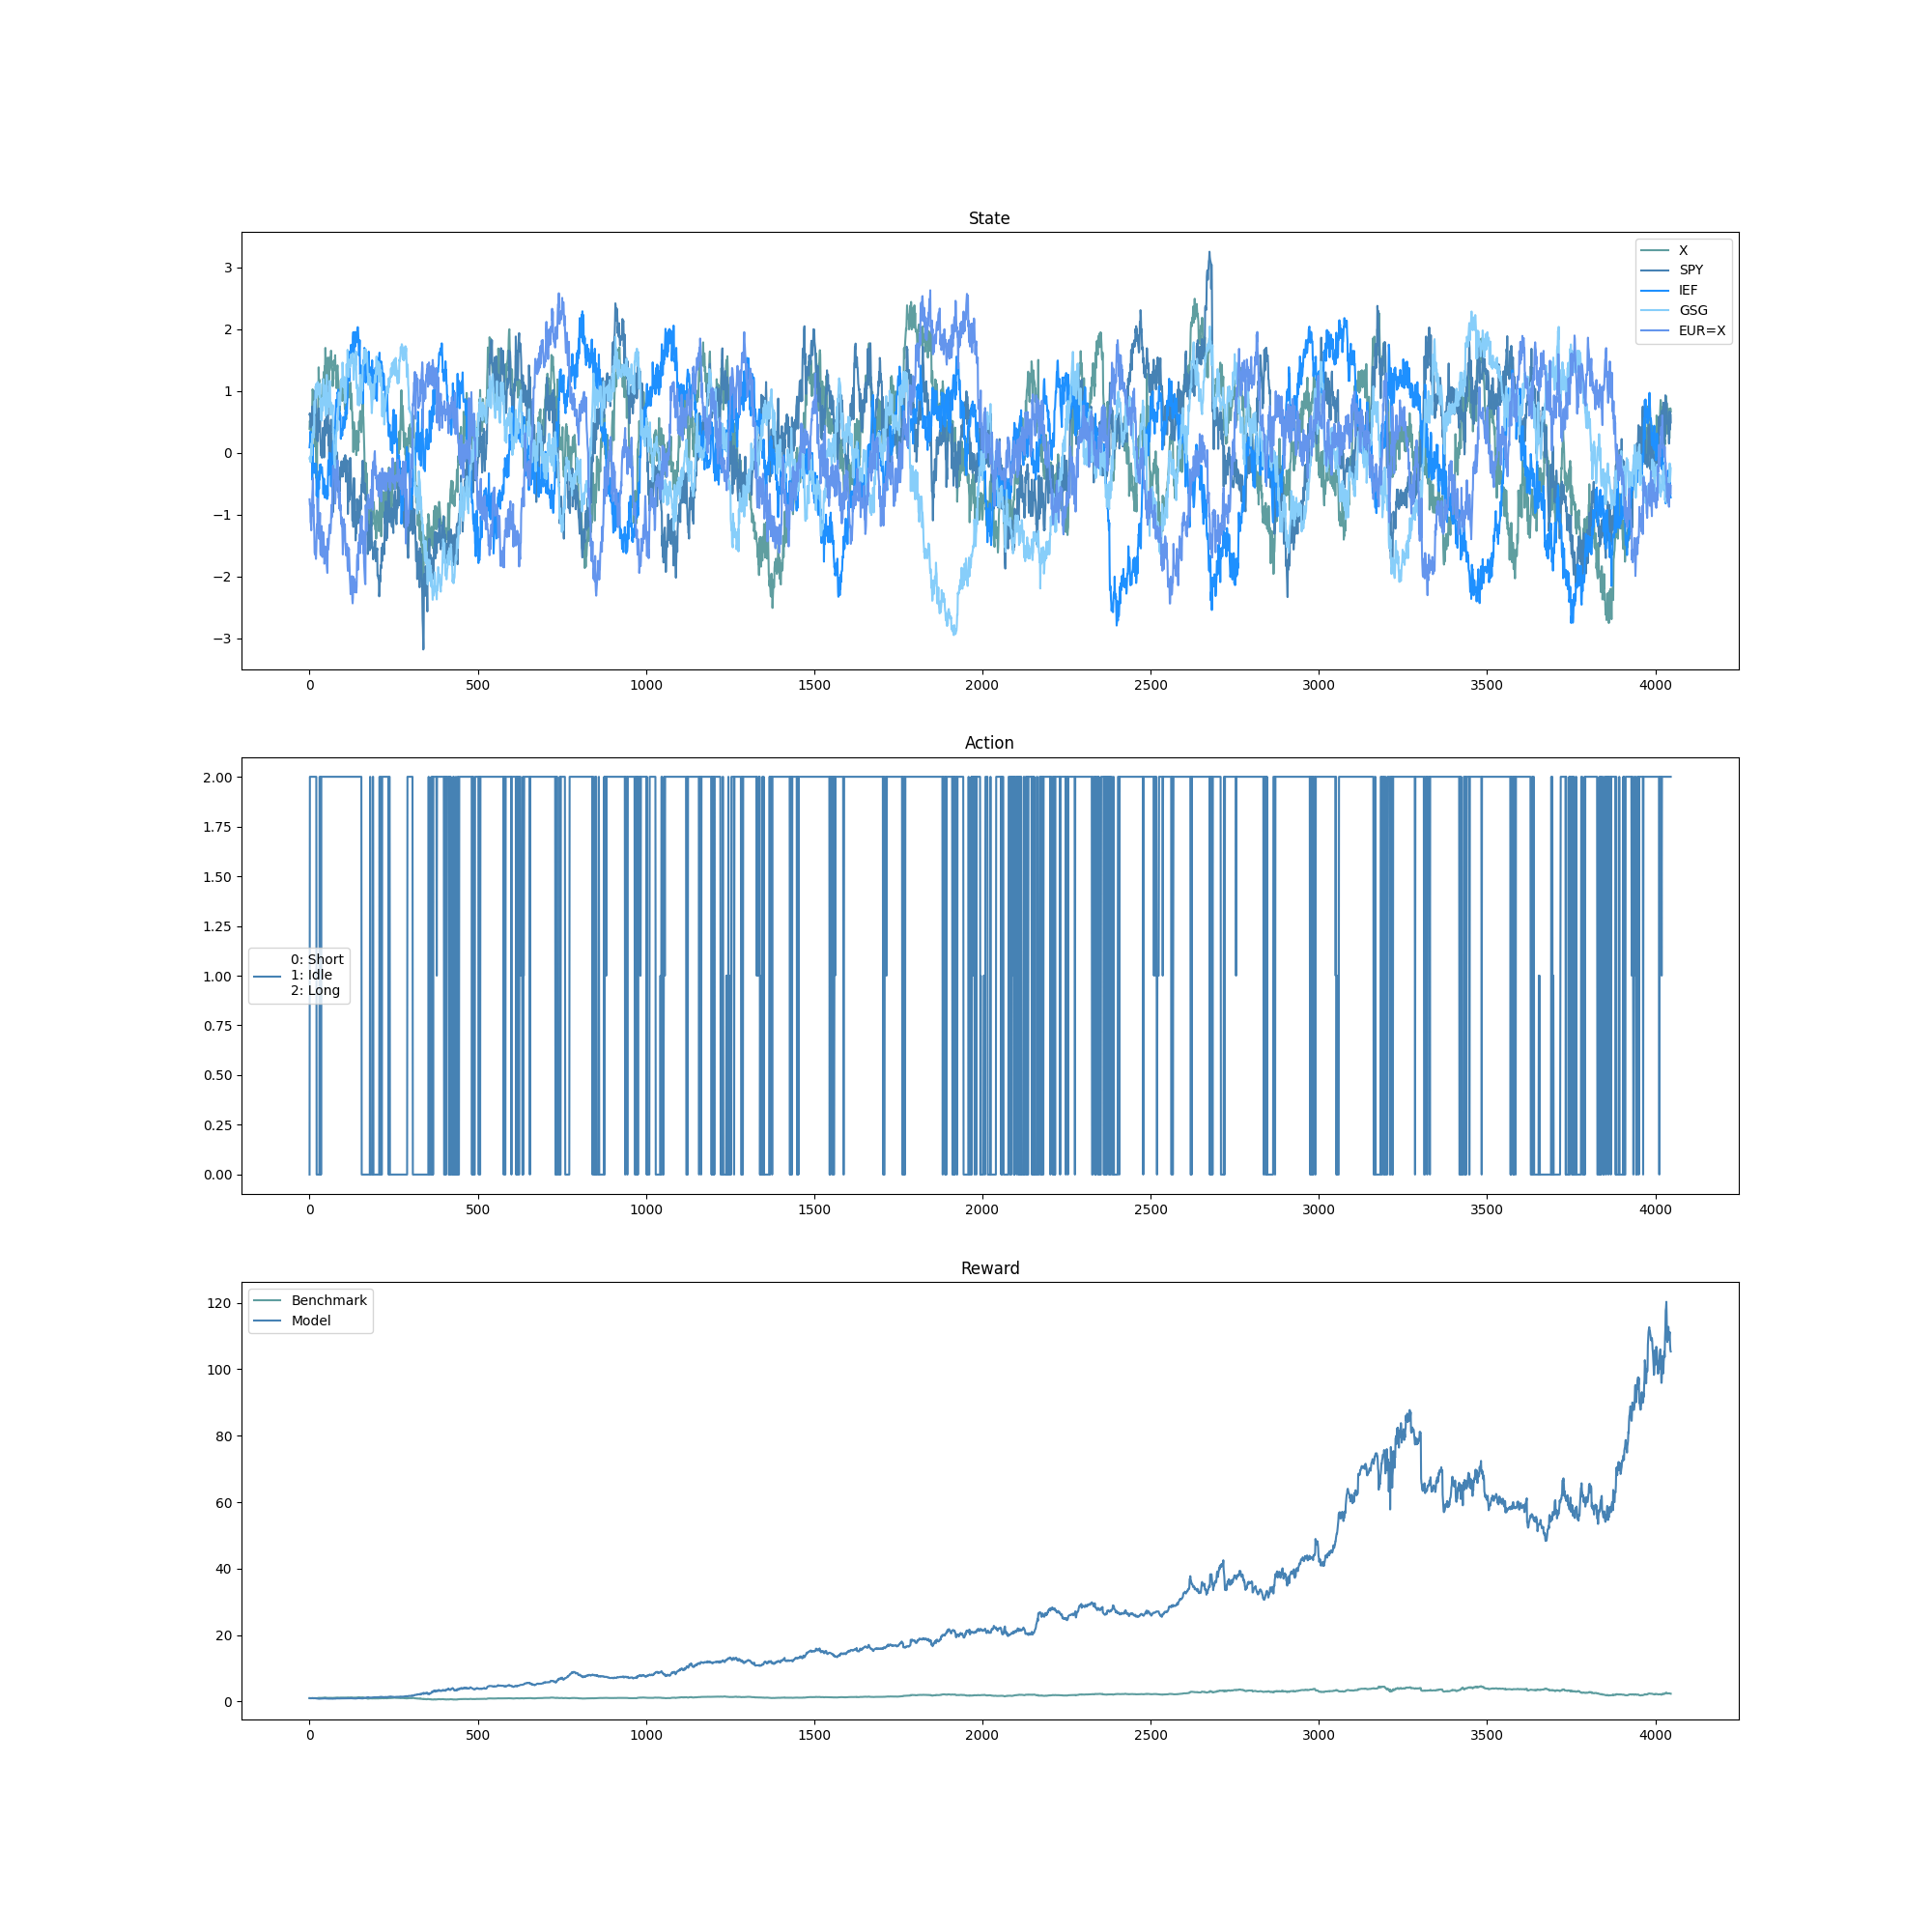 State
3
2
1
0
−1
−2
−3
X
SPY
IEF
GSG
EUR=X
0 500 1000 1500 2000 2500 3000 3500 4000
Action
2.00
1.75
1.50
1.25
1.00
0.75
0.50
0.25
0.00
0: Short
1: Idle
2: Long
0 500 1000 1500 2000 2500 3000 3500 4000
Reward
120
100
80
60
40
20
0
Benchmark
Model
0 500 1000 1500 2000 2500 3000 3500 4000